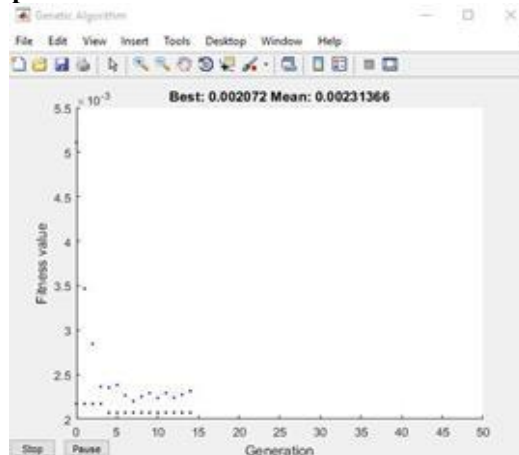 Genetic Algorithm
File Edit View Insert Tools Desktop Window Help
× 10-3
Best: 0.002072 Mean: 0.00231366
5.5
5
4.5
4
3.5
3
2.5
2
Fitness value
0 5 10 15 20 25 30 35 40 45 50
Generation
Stop Pause